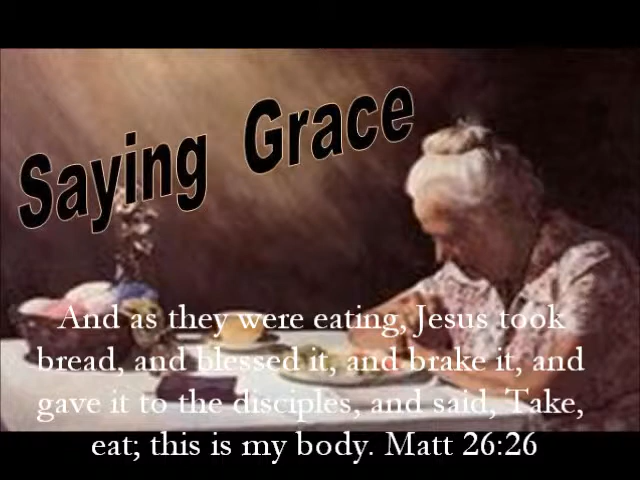 Saying Grace
And as they were eating, Jesus took
bread, and blessed it, and brake it, and
gave it to the disciples, and said, Take,
eat; this is my body. Matt 26:26